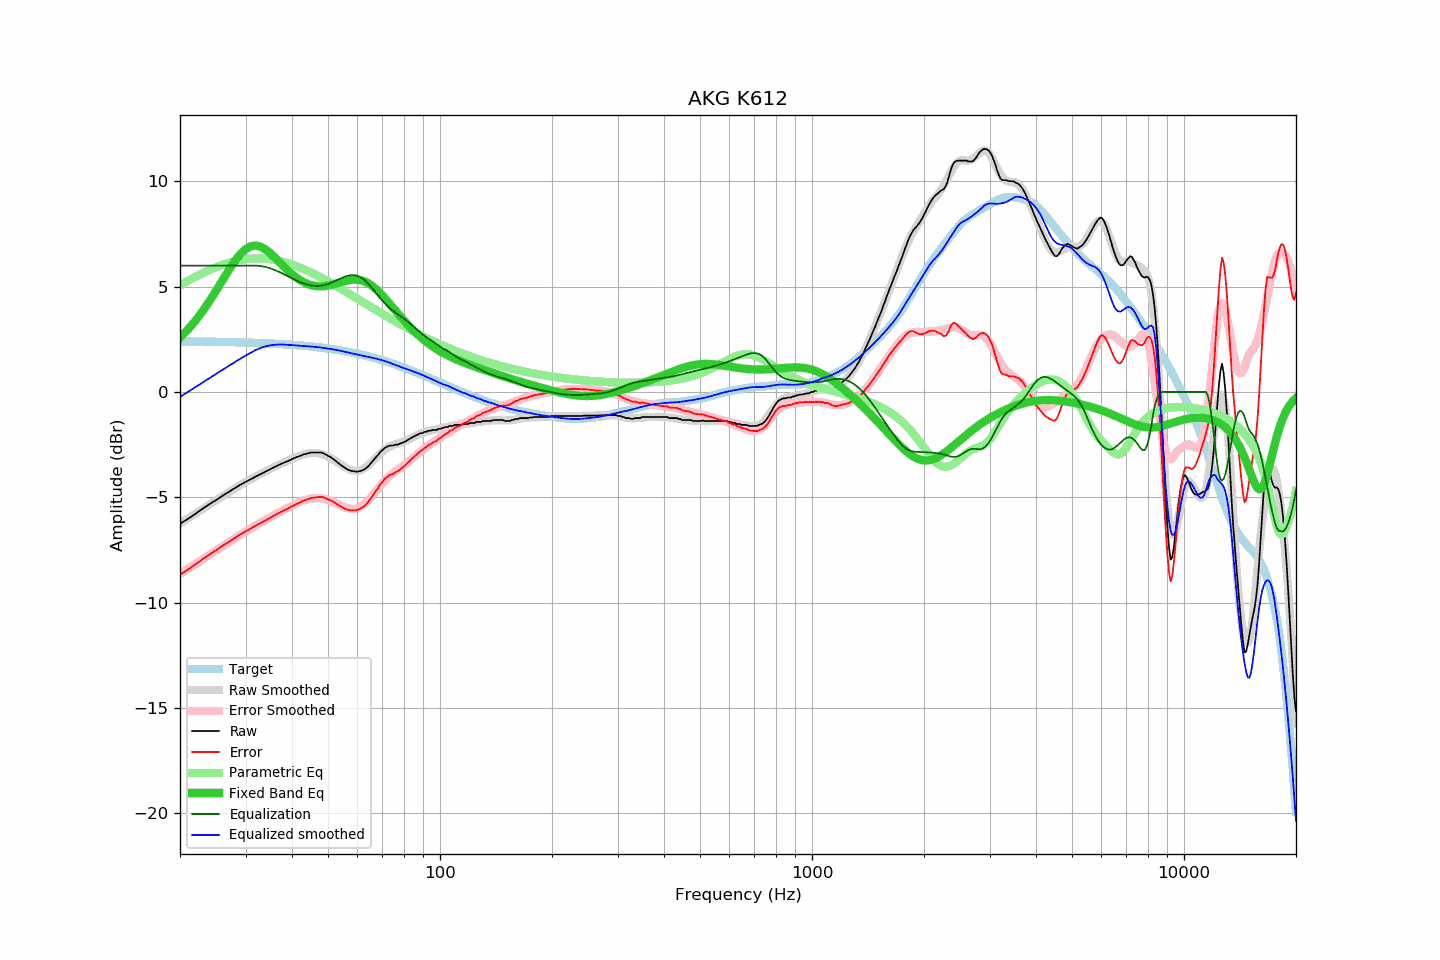 AKG K612
Amplitude (dBr)
10
5
0
−5
−10
−15
−20
Target
Raw Smoothed
Error Smoothed
Raw
Error
Parametric Eq
Fixed Band Eq
Equalization
Equalized smoothed
100
1000
10000
Frequency (Hz)